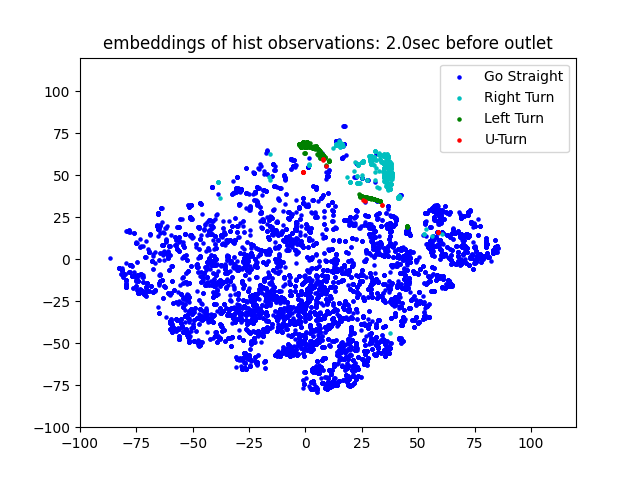 embeddings of hist observations: 2.0sec before outlet
Go Straight
Right Turn
Left Turn
U-Turn
100
75
50
25
0
−25
−50
−75
−100
−100 −75 −50 −25 0 25 50 75 100